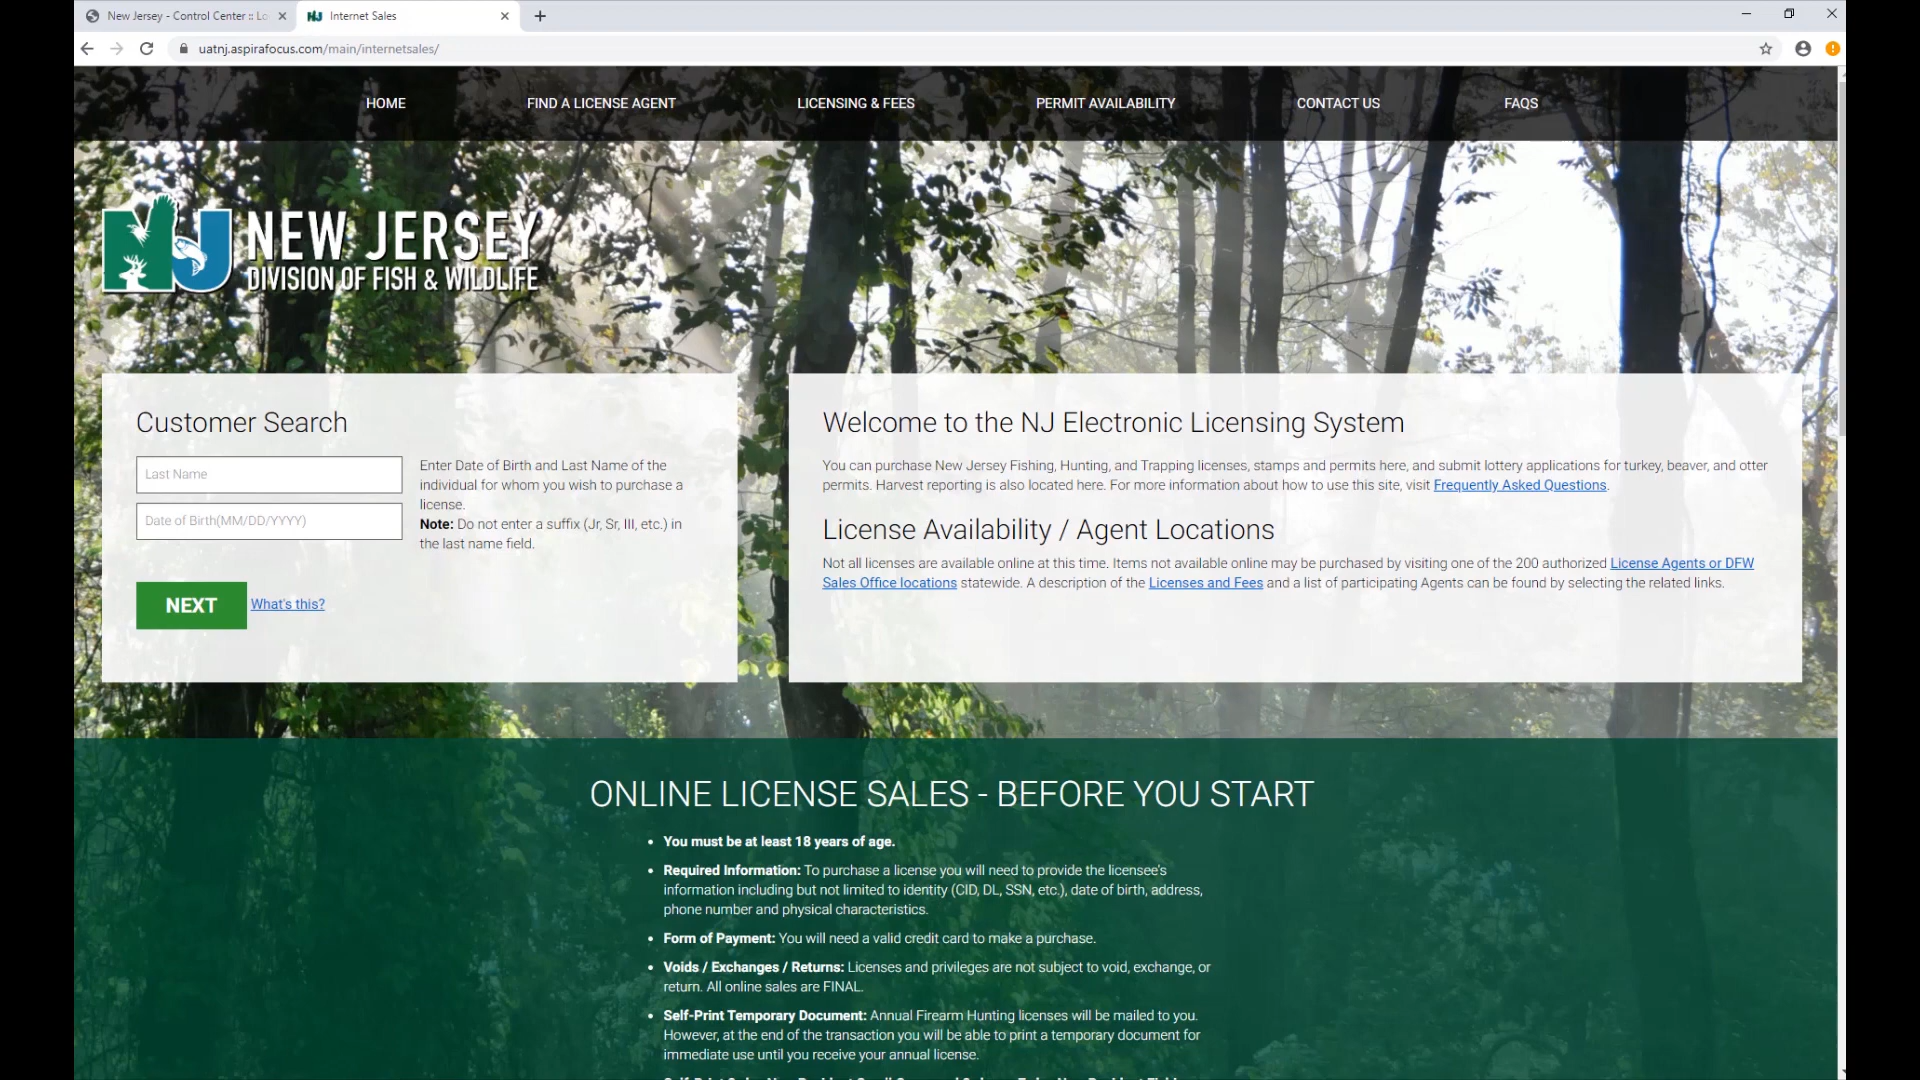 New Jersey - Control Center :: Lo
Internet Sales
uatnj.aspirafocus.com/main/internetsales/
HOME
FIND A LICENSE AGENT
LICENSING & FEES
PERMIT AVAILABILITY
CONTACT US
FAQS
NJ
NEW JERSEY
DIVISION OF FISH & WILDLIFE
Customer Search
Last Name
Date of Birth(MM/DD/YYYY)
Enter Date of Birth and Last Name of the
individual for whom you wish to purchase a
license.
Note: Do not enter a suffix (Jr, Sr, III, etc.) in
the last name field.
NEXT
What's this?
Welcome to the NJ Electronic Licensing System
You can purchase New Jersey Fishing, Hunting, and Trapping licenses, stamps and permits here, and submit lottery applications for turkey, beaver, and otter
permits. Harvest reporting is also located here. For more information about how to use this site, visit Frequently Asked Questions.
License Availability / Agent Locations
Not all licenses are available online at this time. Items not available online may be purchased by visiting one of the 200 authorized License Agents or DFW
Sales Office locations statewide. A description of the Licenses and Fees and a list of participating Agents can be found by selecting the related links.
ONLINE LICENSE SALES - BEFORE YOU START
• You must be at least 18 years of age.
• Required Information: To purchase a license you will need to provide the licensee's
information including but not limited to identity (CID, DL, SSN, etc.), date of birth, address,
phone number and physical characteristics.
• Form of Payment: You will need a valid credit card to make a purchase.
• Voids / Exchanges / Returns: Licenses and privileges are not subject to void, exchange, or
return. All online sales are FINAL.
• Self-Print Temporary Document: Annual Firearm Hunting licenses will be mailed to you.
However, at the end of the transaction you will be able to print a temporary document for
immediate use until you receive your annual license.